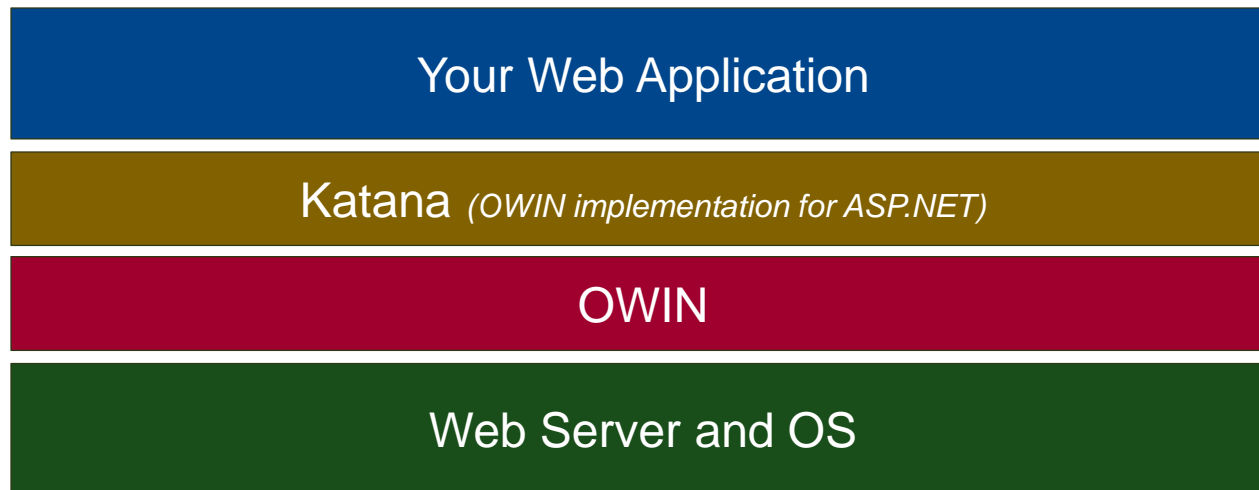 Your Web Application
Katana (OWIN implementation for ASP.NET)
OWIN
Web Server and OS